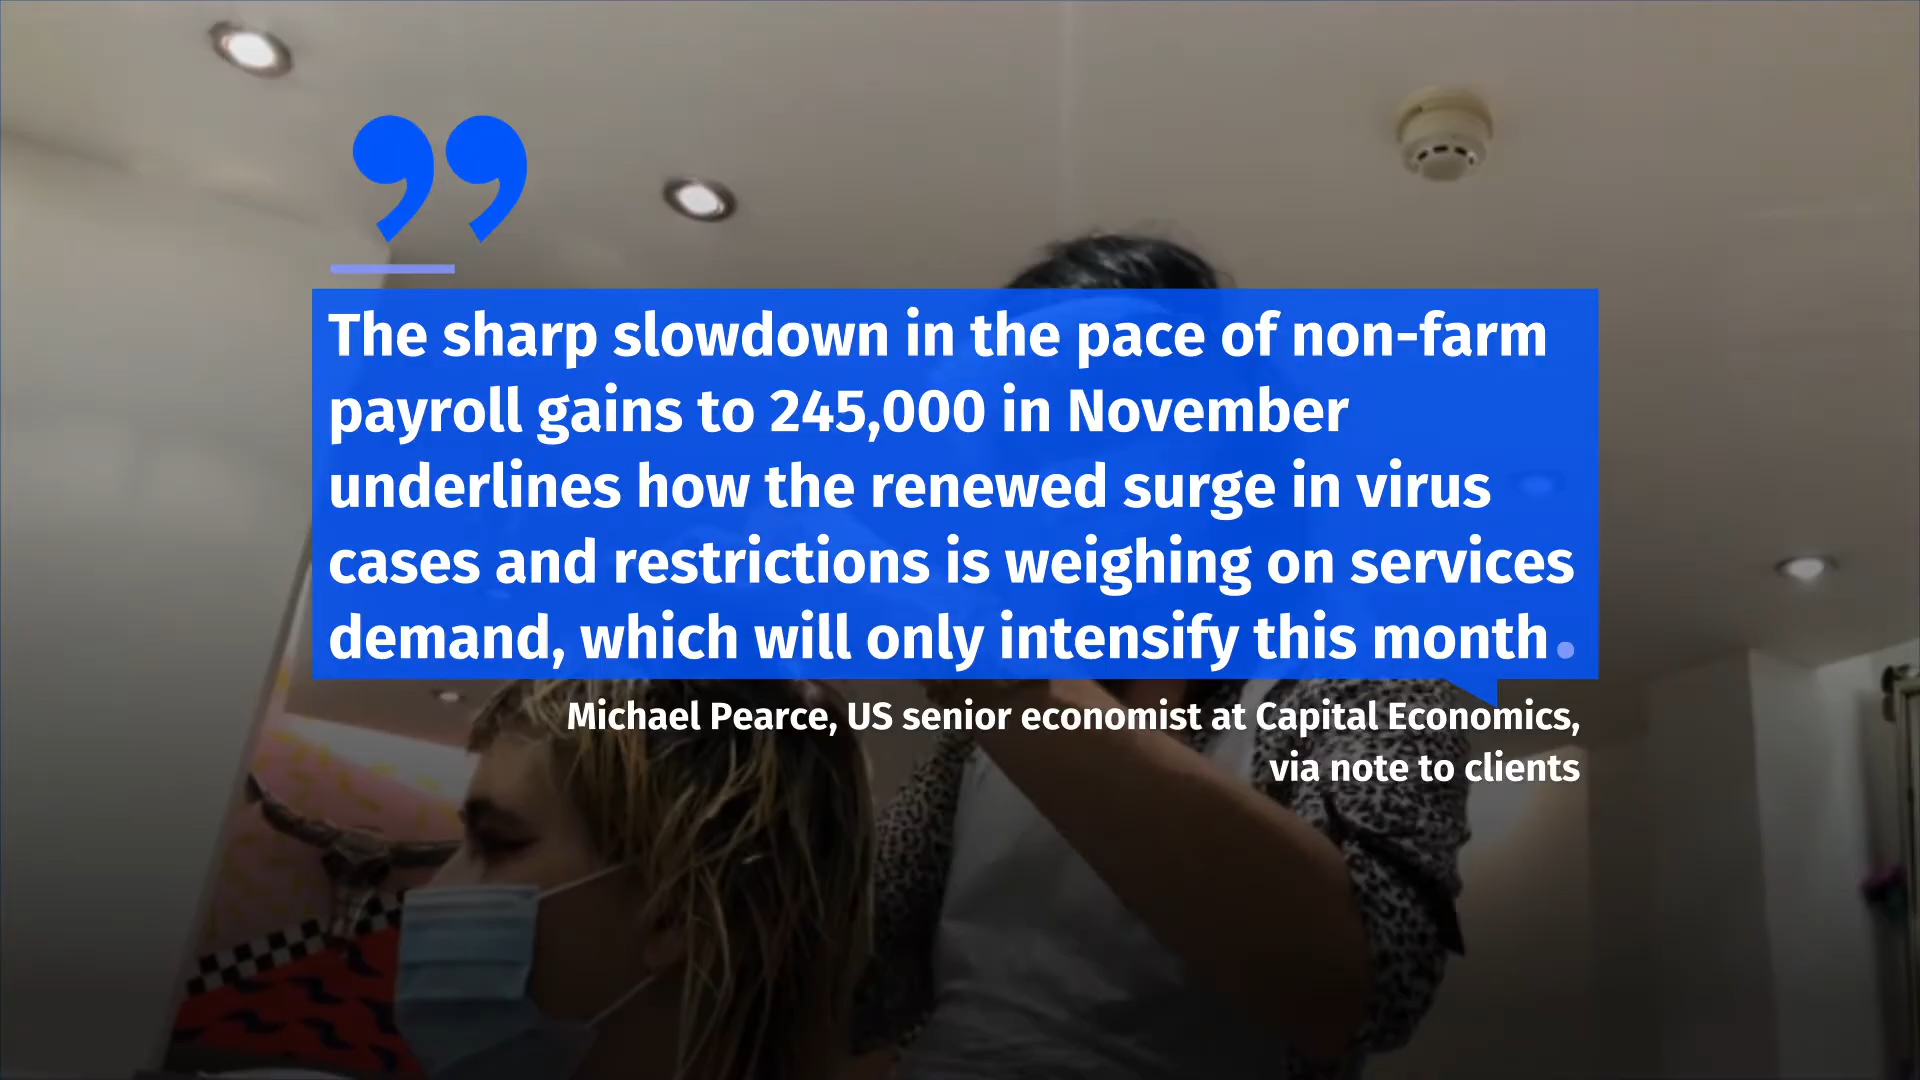 ”
The sharp slowdown in the pace of non-farm
payroll gains to 245,000 in November
underlines how the renewed surge in virus
cases and restrictions is weighing on services
demand, which will only intensify this month.
Michael Pearce, US senior economist at Capital Economics,
via note to clients